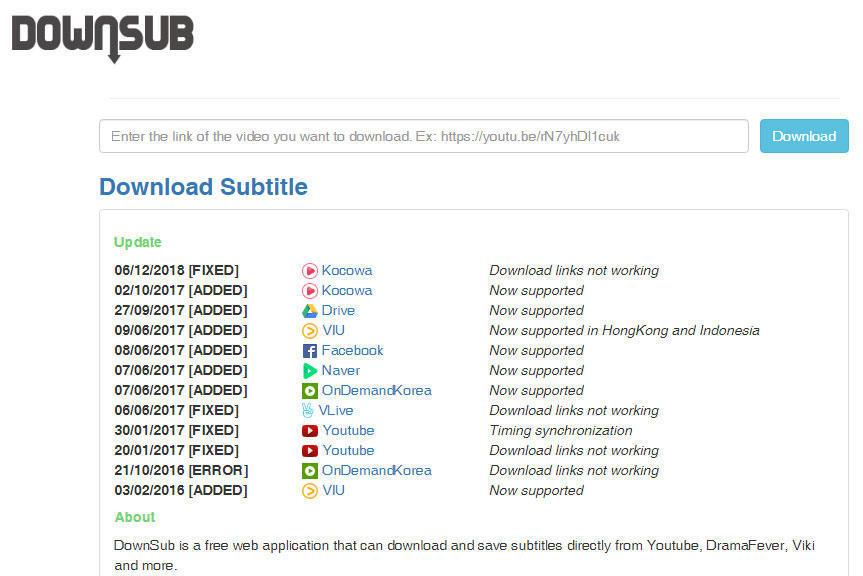 DOWNSUB
Enter the link of the video you want to download. Ex: https://youtu.be/rN7yhDl1cuk
Download
Download Subtitle
Update
06/12/2018 [FIXED] Kocowa Download links not working
02/10/2017 [ADDED] Kocowa Now supported
27/09/2017 [ADDED] Drive Now supported
09/06/2017 [ADDED] VIU Now supported in HongKong and Indonesia
08/06/2017 [ADDED] Facebook Now supported
07/06/2017 [ADDED] Naver Now supported
07/06/2017 [ADDED] OnDemandKorea Now supported
06/06/2017 [FIXED] VLive Download links not working
30/01/2017 [FIXED] Youtube Timing synchronization
20/01/2017 [FIXED] Youtube Download links not working
21/10/2016 [ERROR] OnDemandKorea Download links not working
03/02/2016 [ADDED] VIU Now supported
About
DownSub is a free web application that can download and save subtitles directly from Youtube, DramaFever, Viki
and more.